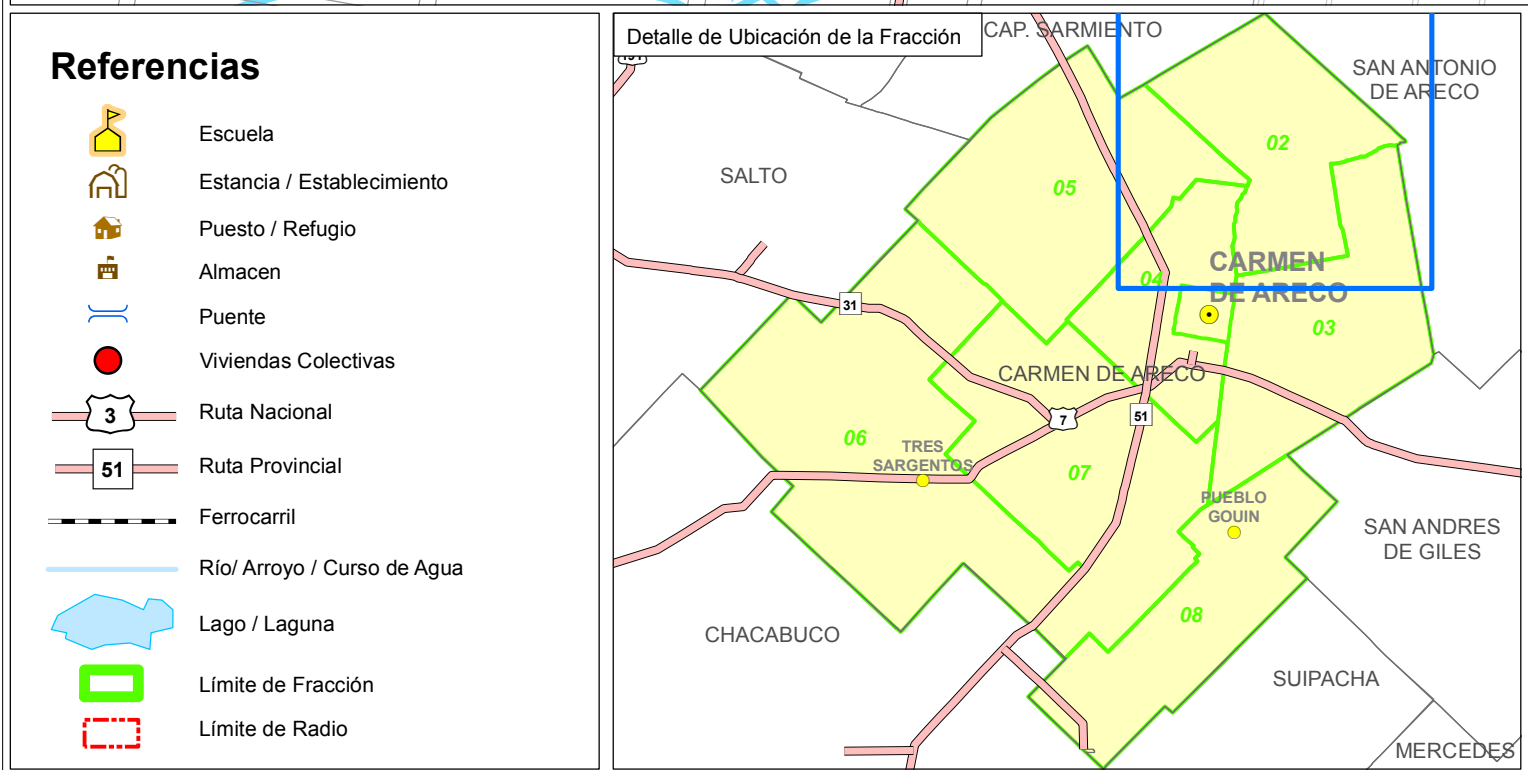 Referencias
Escuela
Estancia / Establecimiento
Puesto / Refugio
Almacen
Puente
Viviendas Colectivas
3
Ruta Nacional
51
Ruta Provincial
Ferrocarril
Río/ Arroyo / Curso de Agua
Lago / Laguna
Límite de Fracción
Límite de Radio
Detalle de Ubicación de la Fracción
CAP. SARMIENTO
SAN ANTONIO
DE ARECO
02
SALTO
05
CARMEN
DE ARECO
04
31
03
CARMEN DE ARECO
7
51
06
TRES
SARGENTOS
07
PUEBLO
GOUIN
SAN ANDRES
DE GILES
08
CHACABUCO
SUIPACHA
MERCEDES